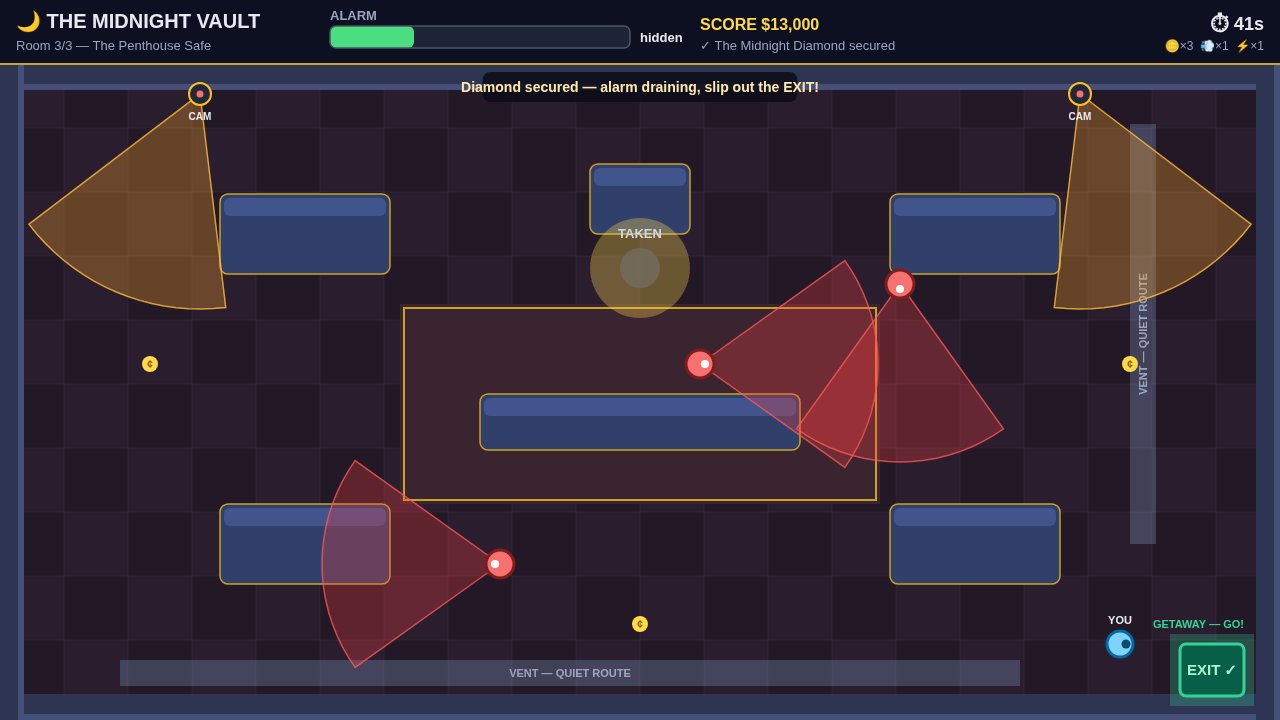 🌙 THE MIDNIGHT VAULT
Room 3/3 — The Penthouse Safe
ALARM
hidden
SCORE $13,000
✓ The Midnight Diamond secured
⏱ 41s
🪙×3 💨×1 ⚡×1
Diamond secured — alarm draining, slip out the EXIT!
CAM
CAM
TAKEN
VENT — QUIET ROUTE
¢
¢
¢
YOU
GETAWAY — GO!
EXIT ✓
VENT — QUIET ROUTE